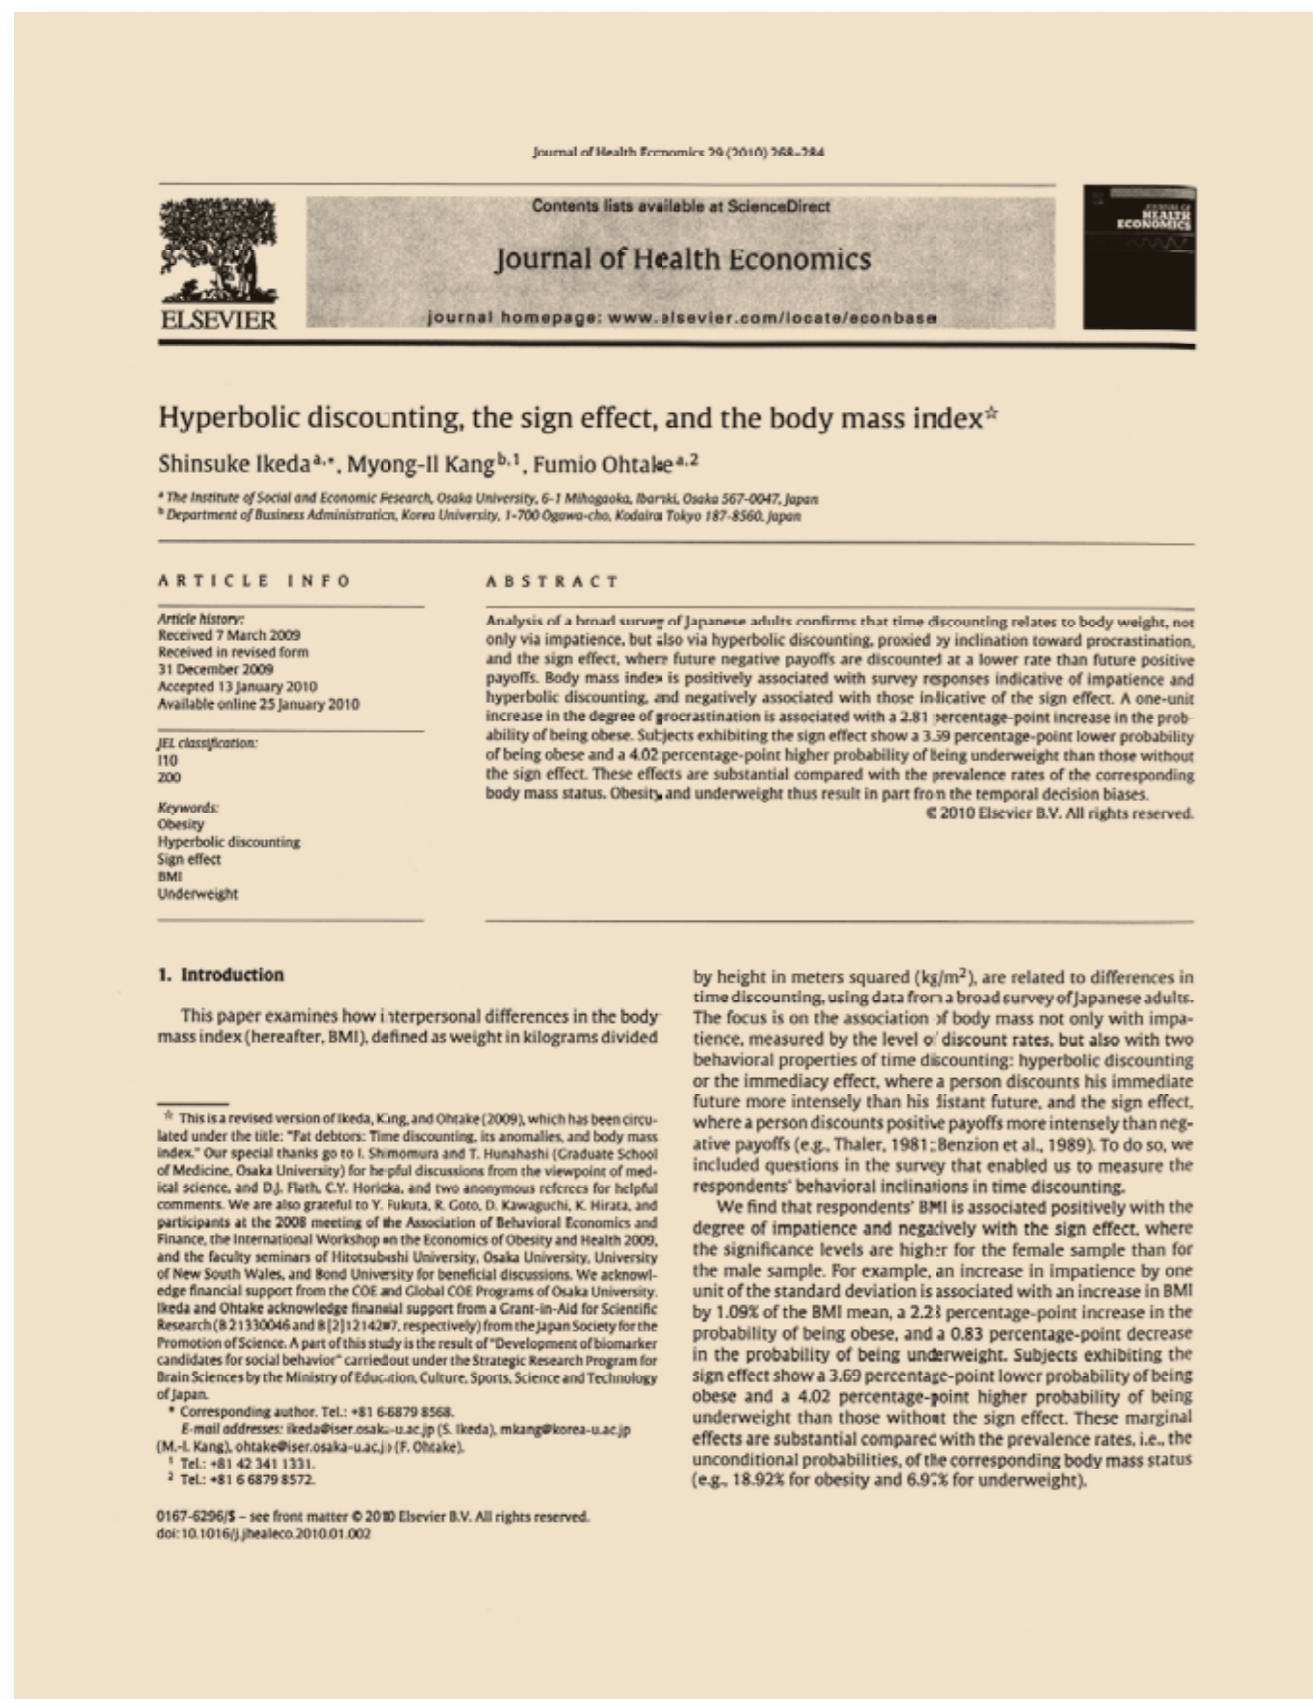 Journal of Health Economics 29 (2010) 268–284
Contents lists available at ScienceDirect
Journal of Health Economics
journal homepage: www.elsevier.com/locate/econbase
ELSEVIER
JOURNAL OF
HEALTH
ECONOMICS
Hyperbolic discounting, the sign effect, and the body mass index☆
Shinsuke Ikeda a,*, Myong-Il Kang b,1, Fumio Ohtake a,2
a The Institute of Social and Economic Research, Osaka University, 6-1 Mihogaoka, Ibaraki, Osaka 567-0047, Japan
b Department of Business Administration, Korea University, 1-700 Ogawa-cho, Kodaira Tokyo 187-8560, Japan
ARTICLE INFO
Article history:
Received 7 March 2009
Received in revised form
31 December 2009
Accepted 13 January 2010
Available online 25 January 2010
JEL classification:
I10
Z00
Keywords:
Obesity
Hyperbolic discounting
Sign effect
BMI
Underweight
ABSTRACT
Analysis of a broad survey of Japanese adults confirms that time discounting relates to body weight, not
only via impatience, but also via hyperbolic discounting, proxied by inclination toward procrastination,
and the sign effect, where future negative payoffs are discounted at a lower rate than future positive
payoffs. Body mass index is positively associated with survey responses indicative of impatience and
hyperbolic discounting, and negatively associated with those indicative of the sign effect. A one-unit
increase in the degree of procrastination is associated with a 2.81 percentage-point increase in the prob-
ability of being obese. Subjects exhibiting the sign effect show a 3.69 percentage-point lower probability
of being obese and a 4.02 percentage-point higher probability of being underweight than those without
the sign effect. These effects are substantial compared with the prevalence rates of the corresponding
body mass status. Obesity and underweight thus result in part from the temporal decision biases.
© 2010 Elsevier B.V. All rights reserved.
1. Introduction
This paper examines how interpersonal differences in the body
mass index (hereafter, BMI), defined as weight in kilograms divided
☆ This is a revised version of Ikeda, Kang, and Ohtake (2009), which has been circu-
lated under the title: "Fat debtors: Time discounting, its anomalies, and body mass
index." Our special thanks go to I. Shimomura and T. Hunahashi (Graduate School
of Medicine, Osaka University) for helpful discussions from the viewpoint of med-
ical science, and D.J. Flath, C.Y. Horioka, and two anonymous referees for helpful
comments. We are also grateful to Y. Fukuta, R. Goto, D. Kawaguchi, K. Hirata, and
participants at the 2008 meeting of the Association of Behavioral Economics and
Finance, the International Workshop on the Economics of Obesity and Health 2009,
and the faculty seminars of Hitotsubashi University, Osaka University, University
of New South Wales, and Bond University for beneficial discussions. We acknowl-
edge financial support from the COE and Global COE Programs of Osaka University.
Ikeda and Ohtake acknowledge financial support from a Grant-in-Aid for Scientific
Research (B 21330046 and B [2] respectively) from the Japan Society for the
Promotion of Science. A part of this study is the result of "Development of biomarker
candidates for social behavior" carried out under the Strategic Research Program for
Brain Sciences by the Ministry of Education, Culture, Sports, Science and Technology
of Japan.
* Corresponding author. Tel.: +81 6 6879 8568.
E-mail addresses: ikeda@iser.osaka-u.ac.jp (S. Ikeda), mkang@korea-u.ac.jp
(M.-I. Kang), ohtake@iser.osaka-u.ac.jp (F. Ohtake).
1 Tel.: +81 42 341 1331.
2 Tel.: +81 6 6879 8572.
0167-6296/$ – see front matter © 2010 Elsevier B.V. All rights reserved.
doi:10.1016/j.jhealeco.2010.01.002
by height in meters squared (kg/m²), are related to differences in
time discounting, using data from a broad survey of Japanese adults.
The focus is on the association of body mass not only with impa-
tience, measured by the level of discount rates, but also with two
behavioral properties of time discounting: hyperbolic discounting
or the immediacy effect, where a person discounts his immediate
future more intensely than his distant future, and the sign effect,
where a person discounts positive payoffs more intensely than neg-
ative payoffs (e.g., Thaler, 1981; Benzion et al., 1989). To do so, we
included questions in the survey that enabled us to measure the
respondents' behavioral inclinations in time discounting.
We find that respondents' BMI is associated positively with the
degree of impatience and negatively with the sign effect, where
the significance levels are higher for the female sample than for
the male sample. For example, an increase in impatience by one
unit of the standard deviation is associated with an increase in BMI
by 1.09% of the BMI mean, a 2.28 percentage-point increase in the
probability of being obese, and a 0.83 percentage-point decrease
in the probability of being underweight. Subjects exhibiting the
sign effect show a 3.69 percentage-point lower probability of being
obese and a 4.02 percentage-point higher probability of being
underweight than those without the sign effect. These marginal
effects are substantial compared with the prevalence rates, i.e., the
unconditional probabilities, of the corresponding body mass status
(e.g., 18.92% for obesity and for underweight).